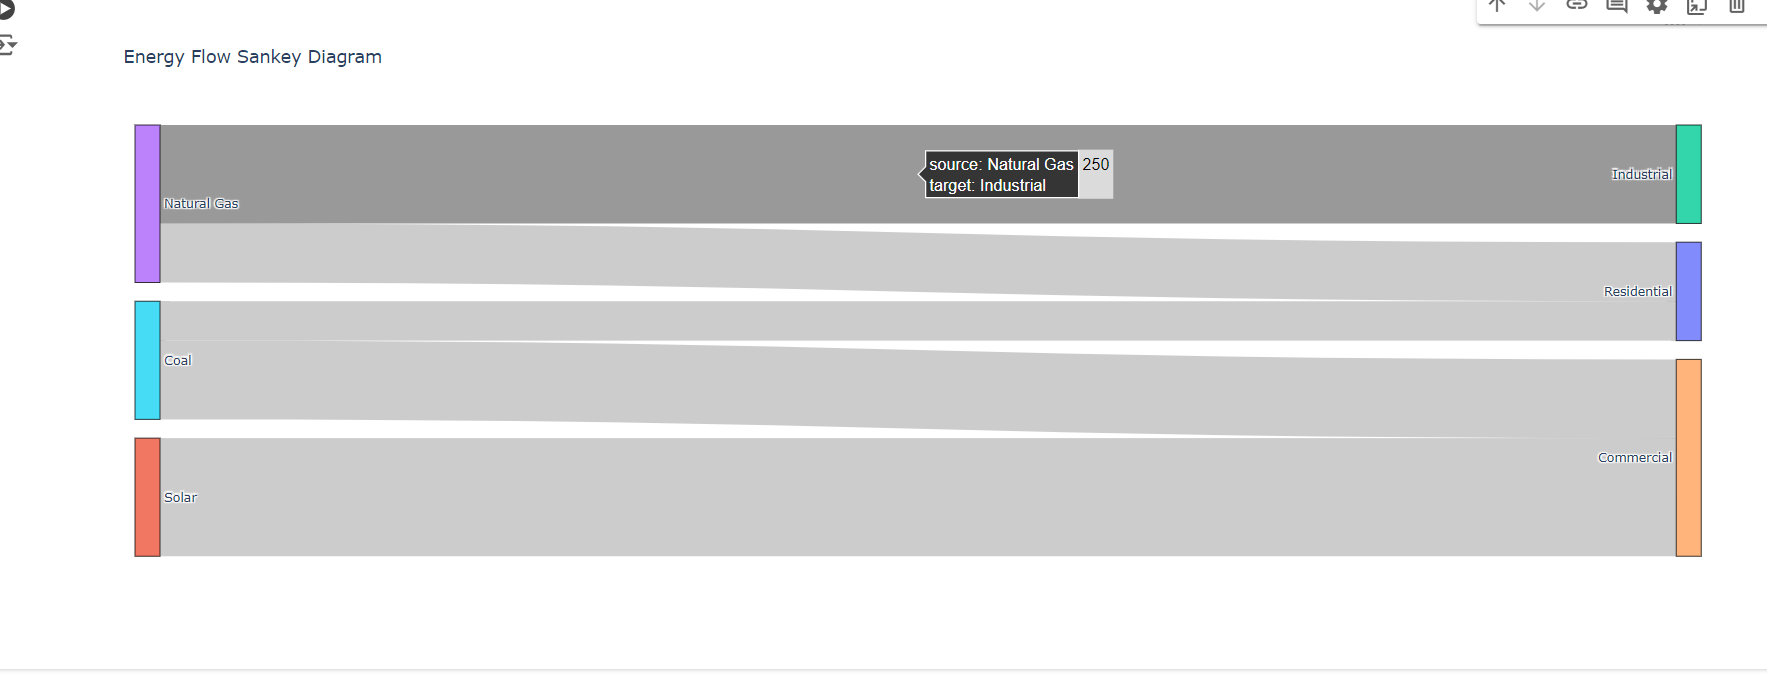 Energy Flow Sankey Diagram
source: Natural Gas 250
target: Industrial
Industrial
Natural Gas
Residential
Coal
Commercial
Solar